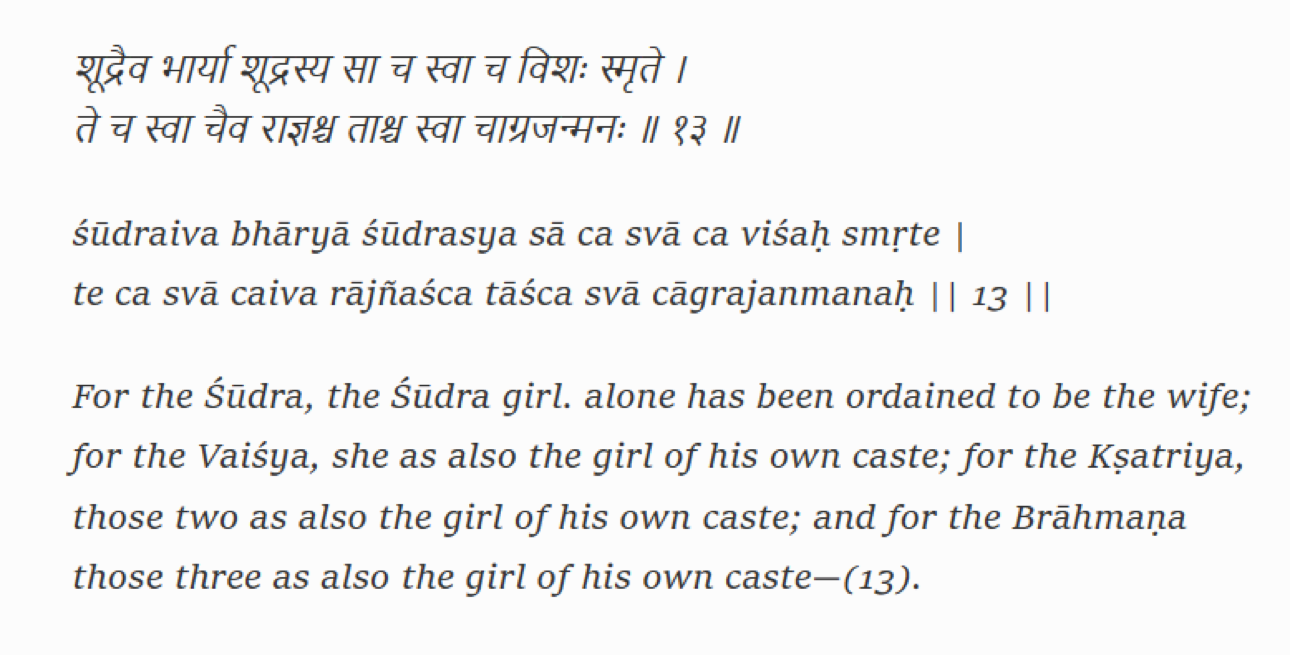 शूद्रैव भार्या शूद्रस्य सा च स्वा च विशः स्मृते ।
ते च स्वा चैव राज्ञश्च ताश्च स्वा चाग्रजन्मनः ॥ १३ ॥
śūdraiva bhāryā śūdrasya sā ca svā ca viśaḥ smṛte |
te ca svā caiva rājñaśca tāśca svā cāgrajanmanaḥ || 13 ||
For the Śūdra, the Śūdra girl. alone has been ordained to be the wife;
for the Vaiśya, she as also the girl of his own caste; for the Kṣatriya,
those two as also the girl of his own caste; and for the Brāhmaṇa
those three as also the girl of his own caste—(13).